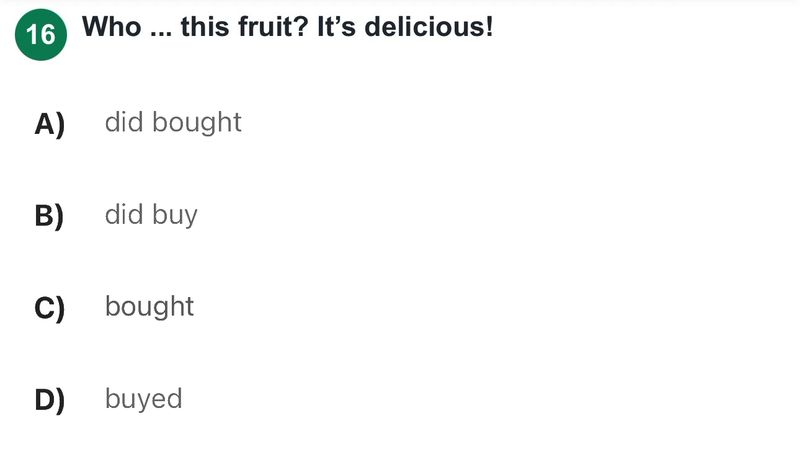 16 Who ... this fruit? It’s delicious!
A) did bought
B) did buy
C) bought
D) buyed